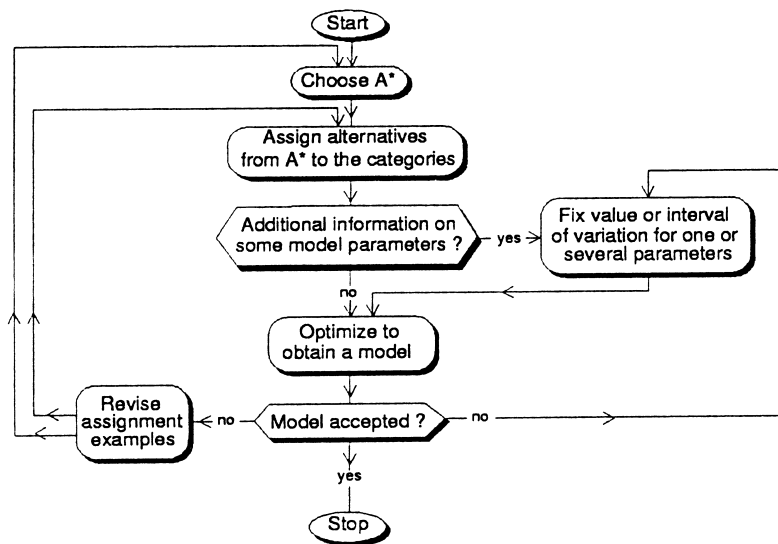 Start
Choose A*
Assign alternatives
from A* to the categories
Additional information on
some model parameters ?
yes
Fix value or interval
of variation for one or
several parameters
no
Optimize to
obtain a model
Revise
assignment
examples
no
Model accepted ?
no
yes
Stop